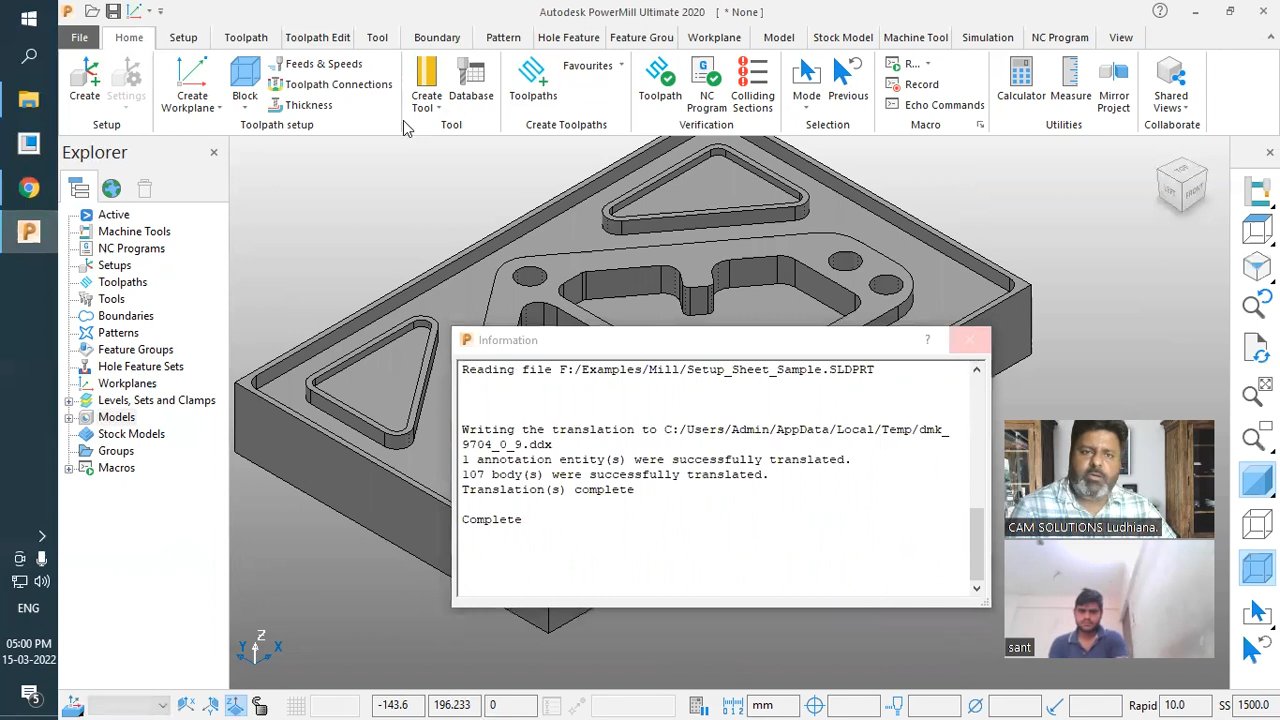 Autodesk PowerMill Ultimate 2020 [ * None ]
File Home Setup Toolpath Toolpath Edit Tool Boundary Pattern Hole Feature Feature Grou Workplane Model Stock Model Machine Tool Simulation NC Program View
Create
Settings
Setup
Create
Workplane
Block
Feeds & Speeds
Toolpath Connections
Thickness
Toolpath setup
Create
Tool
Database
Tool
Toolpaths
Favourites
Create Toolpaths
Toolpath
NC
Program
Colliding
Sections
Verification
Mode
Previous
Selection
R...
Record
Echo Commands
Macro
Calculator
Measure
Mirror
Project
Utilities
Shared
Views
Collaborate
Explorer
Active
Machine Tools
NC Programs
Setups
Toolpaths
Tools
Boundaries
Patterns
Feature Groups
Hole Feature Sets
Workplanes
Levels, Sets and Clamps
Models
Stock Models
Groups
Macros
TOP
LEFT
FRONT
Information
Reading file F:/Examples/Mill/Setup_Sheet_Sample.SLDPRT
Writing the translation to C:/Users/Admin/AppData/Local/Temp/dmk_
9704_0_9.ddx
1 annotation entity(s) were successfully translated.
107 body(s) were successfully translated.
Translation(s) complete
Complete
CAM SOLUTIONS Ludhiana.
sant
Z
Y X
ENG
05:00 PM
15-03-2022
5
-143.6 196.233 0 mm Rapid 10.0 SS 1500.0